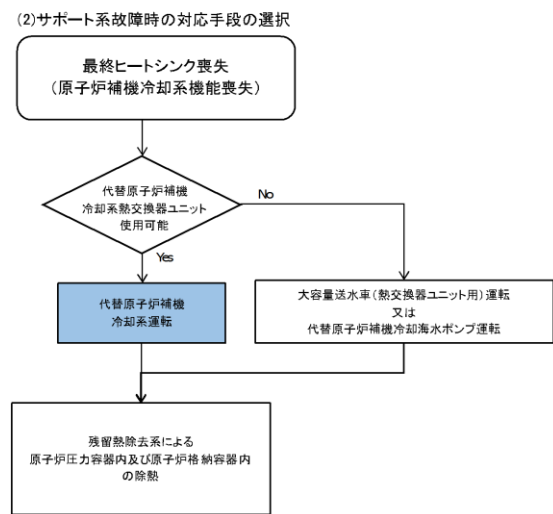 (2)サポート系故障時の対応手段の選択
最終ヒートシンク喪失
(原子炉補機冷却系機能喪失)
代替原子炉補機
冷却系熱交換器ユニット
使用可能
No
Yes
代替原子炉補機
冷却系運転
大容量送水車(熱交換器ユニット用)運転
又は
代替原子炉補機冷却海水ポンプ運転
残留熱除去系による
原子炉圧力容器内及び原子炉格納容器内
の除熱